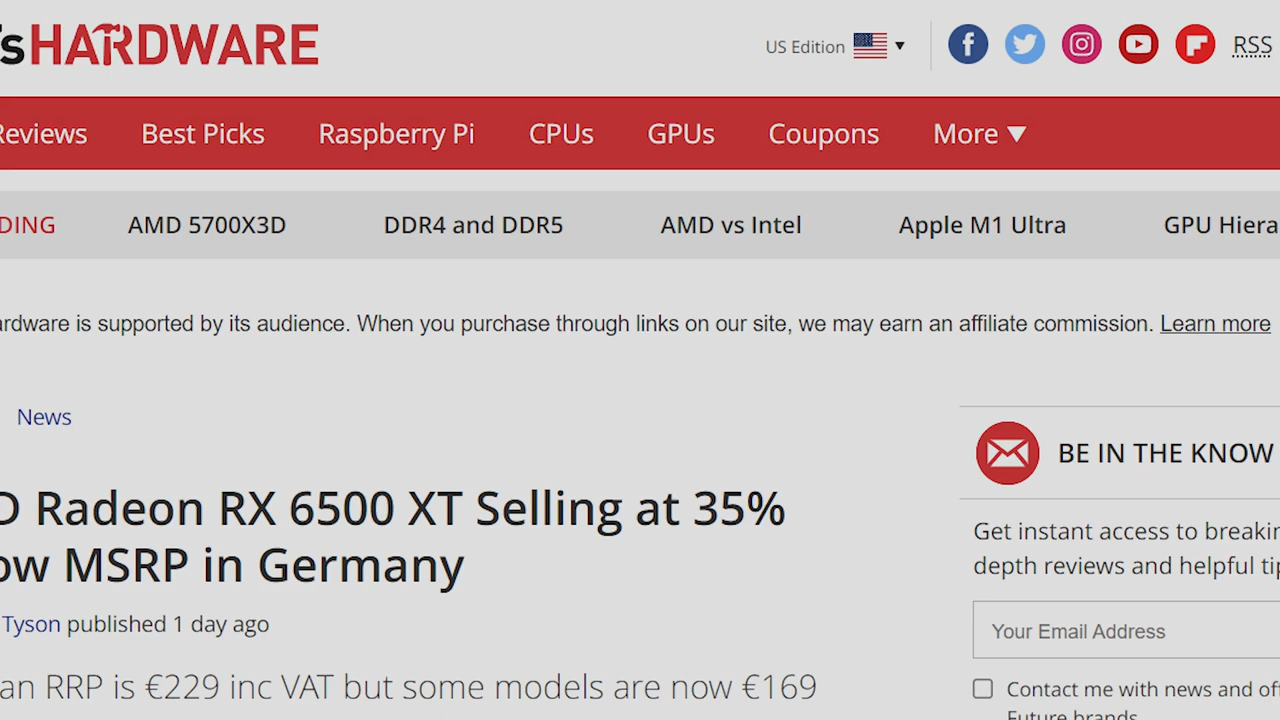 's HARDWARE
US Edition
RSS
Reviews Best Picks Raspberry Pi CPUs GPUs Coupons More
DING AMD 5700X3D DDR4 and DDR5 AMD vs Intel Apple M1 Ultra GPU Hiera
ardware is supported by its audience. When you purchase through links on our site, we may earn an affiliate commission. Learn more
News
D Radeon RX 6500 XT Selling at 35%
ow MSRP in Germany
Tyson published 1 day ago
an RRP is €229 inc VAT but some models are now €169
BE IN THE KNOW
Get instant access to breakin
depth reviews and helpful tip
Your Email Address
Contact me with news and off
Future brands